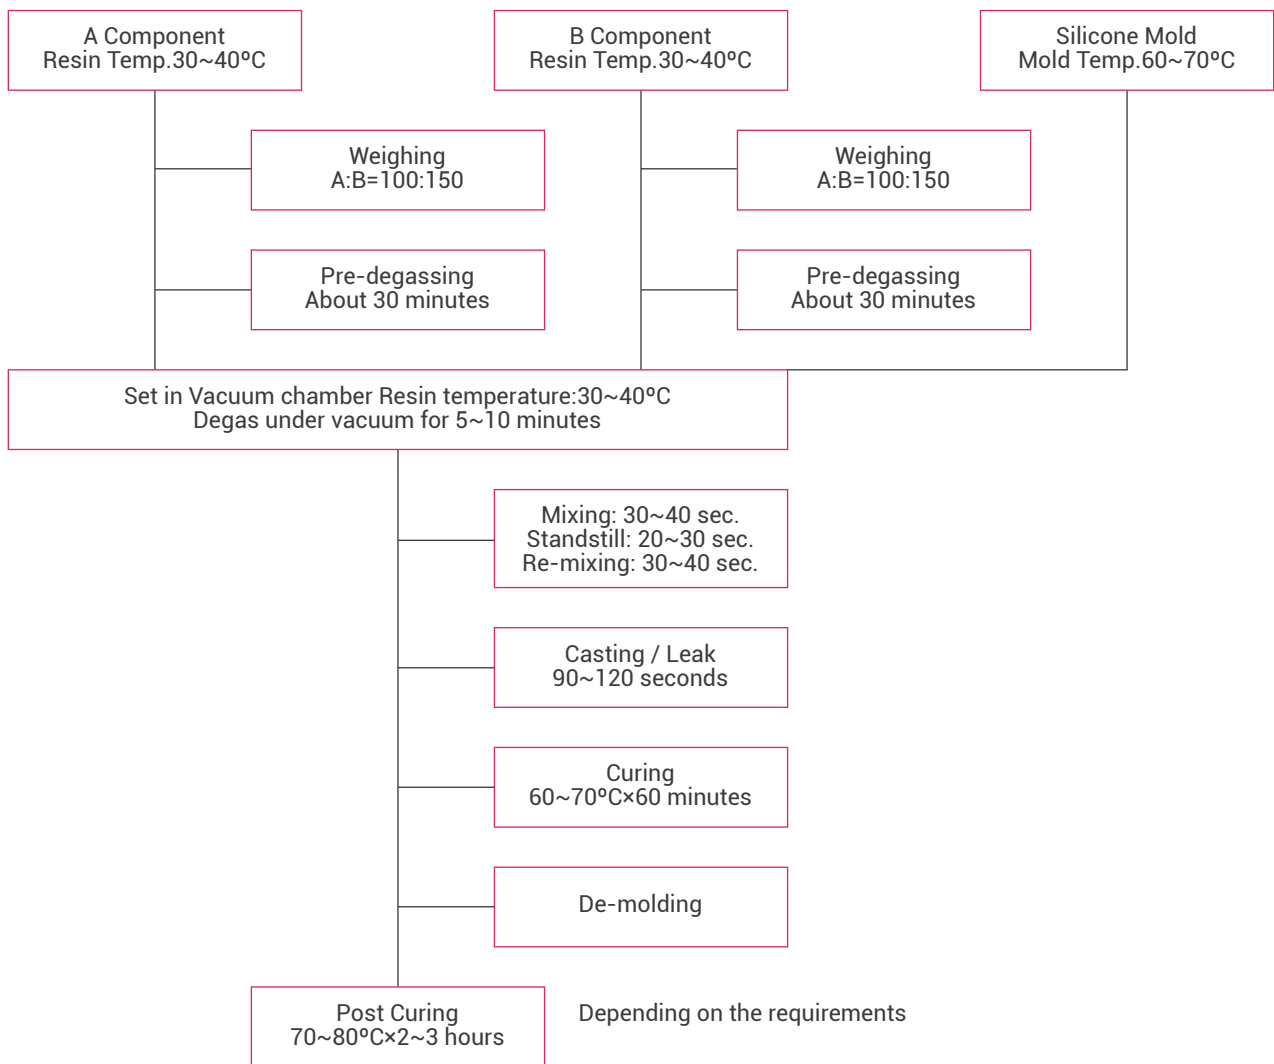 A Component
Resin Temp.30~40ºC
B Component
Resin Temp.30~40ºC
Silicone Mold
Mold Temp.60~70ºC
Weighing
A:B=100:150
Weighing
A:B=100:150
Pre-degassing
About 30 minutes
Pre-degassing
About 30 minutes
Set in Vacuum chamber Resin temperature:30~40ºC
Degas under vacuum for 5~10 minutes
Mixing: 30~40 sec.
Standstill: 20~30 sec.
Re-mixing: 30~40 sec.
Casting / Leak
90~120 seconds
Curing
60~70ºC×60 minutes
De-molding
Post Curing
70~80ºC×2~3 hours
Depending on the requirements